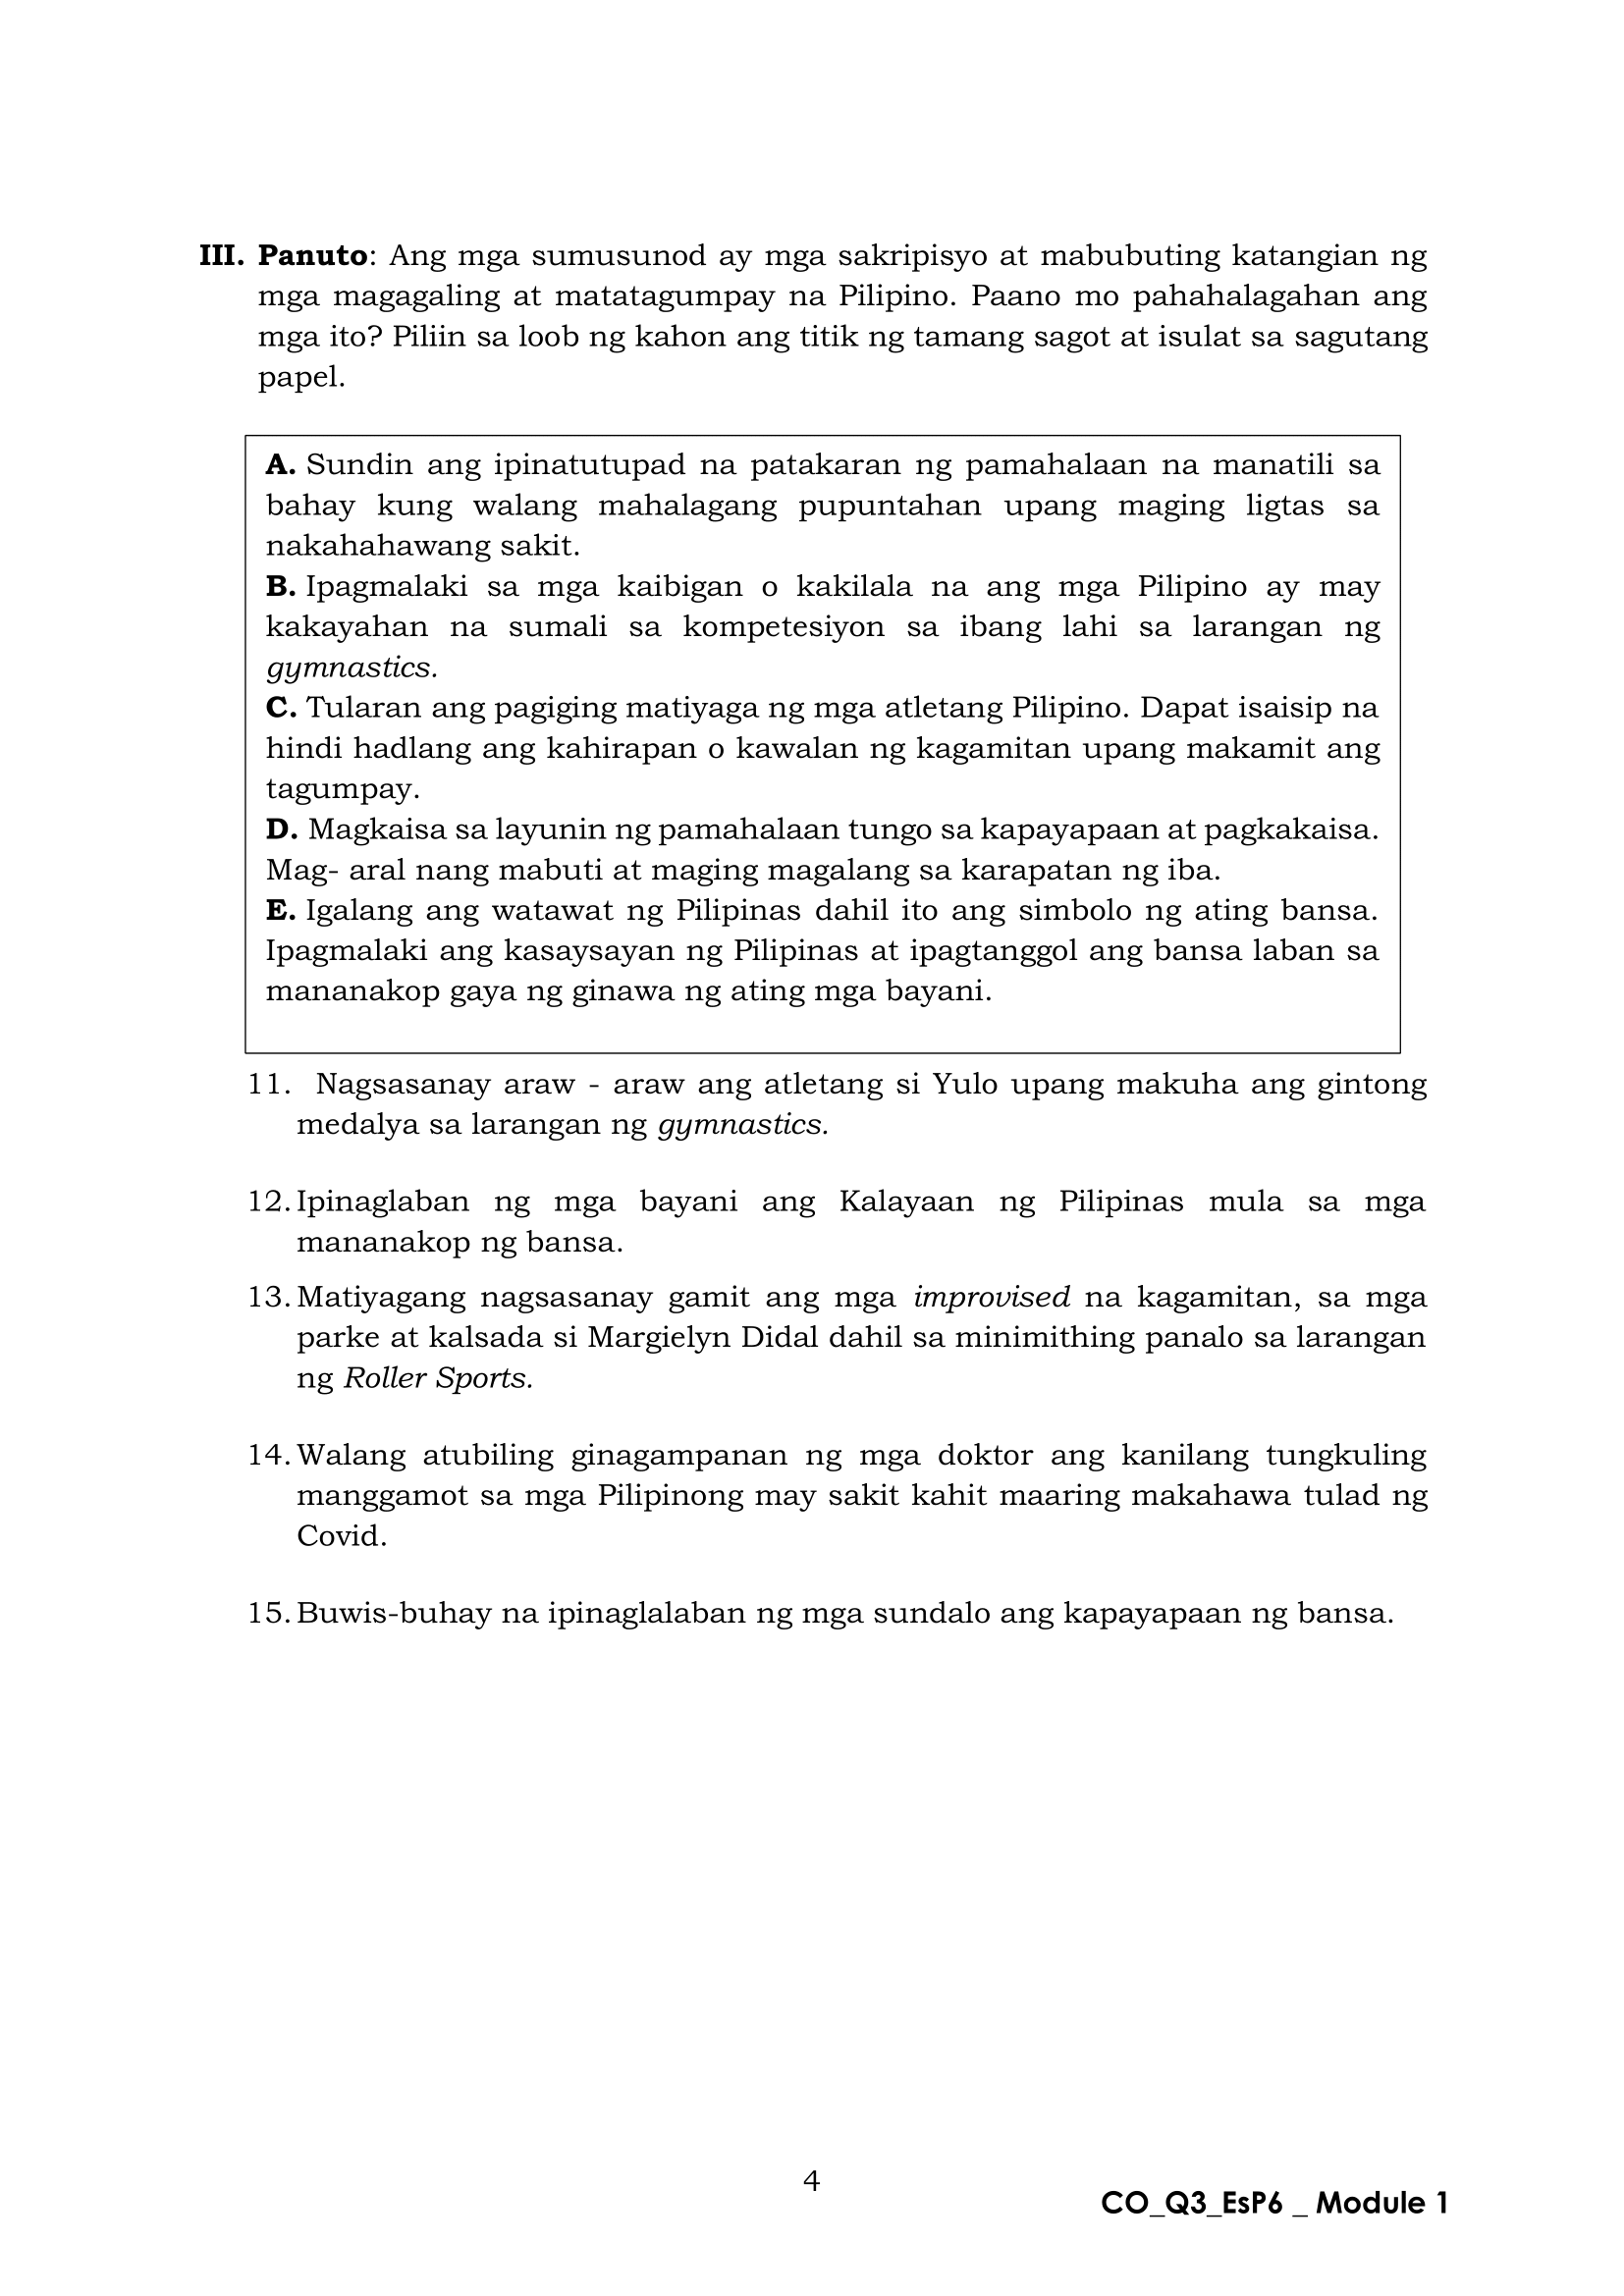 III. Panuto: Ang mga sumusunod ay mga sakripisyo at mabubuting katangian ng
mga magagaling at matatagumpay na Pilipino. Paano mo pahahalagahan ang
mga ito? Piliin sa loob ng kahon ang titik ng tamang sagot at isulat sa sagutang
papel.
A. Sundin ang ipinatutupad na patakaran ng pamahalaan na manatili sa
bahay kung walang mahalagang pupuntahan upang maging ligtas sa
nakahahawang sakit.
B. Ipagmalaki sa mga kaibigan o kakilala na ang mga Pilipino ay may
kakayahan na sumali sa kompetesiyon sa ibang lahi sa larangan ng
gymnastics.
C. Tularan ang pagiging matiyaga ng mga atletang Pilipino. Dapat isaisip na
hindi hadlang ang kahirapan o kawalan ng kagamitan upang makamit ang
tagumpay.
D. Magkaisa sa layunin ng pamahalaan tungo sa kapayapaan at pagkakaisa.
Mag- aral nang mabuti at maging magalang sa karapatan ng iba.
E. Igalang ang watawat ng Pilipinas dahil ito ang simbolo ng ating bansa.
Ipagmalaki ang kasaysayan ng Pilipinas at ipagtanggol ang bansa laban sa
mananakop gaya ng ginawa ng ating mga bayani.
11. Nagsasanay araw - araw ang atletang si Yulo upang makuha ang gintong
medalya sa larangan ng gymnastics.
12. Ipinaglaban ng mga bayani ang Kalayaan ng Pilipinas mula sa mga
mananakop ng bansa.
13. Matiyagang nagsasanay gamit ang mga improvised na kagamitan, sa mga
parke at kalsada si Margielyn Didal dahil sa minimithing panalo sa larangan
ng Roller Sports.
14. Walang atubiling ginagampanan ng mga doktor ang kanilang tungkuling
manggamot sa mga Pilipinong may sakit kahit maaring makahawa tulad ng
Covid.
15. Buwis-buhay na ipinaglalaban ng mga sundalo ang kapayapaan ng bansa.
4
CO_Q3_EsP6 _ Module 1